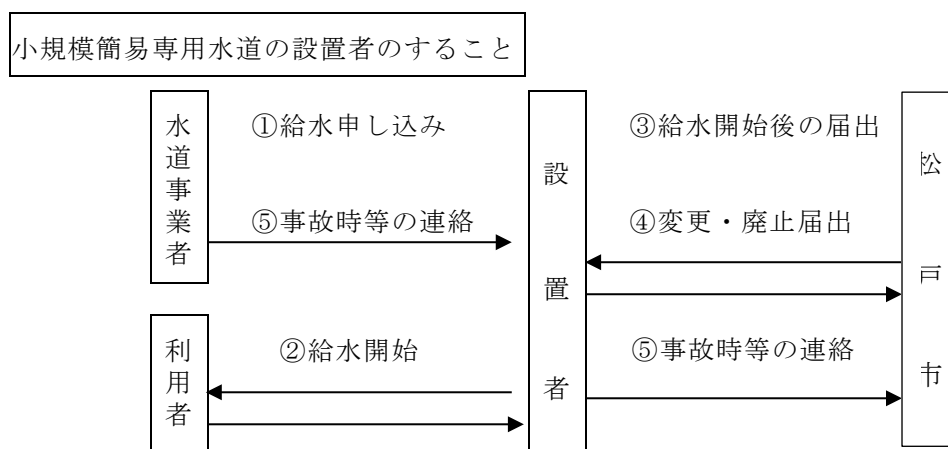 小規模簡易専用水道の設置者のすること
水道事業者
①給水申し込み
⑤事故時等の連絡
設置者
③給水開始後の届出
④変更・廃止届出
⑤事故時等の連絡
松戸市
利用者
②給水開始